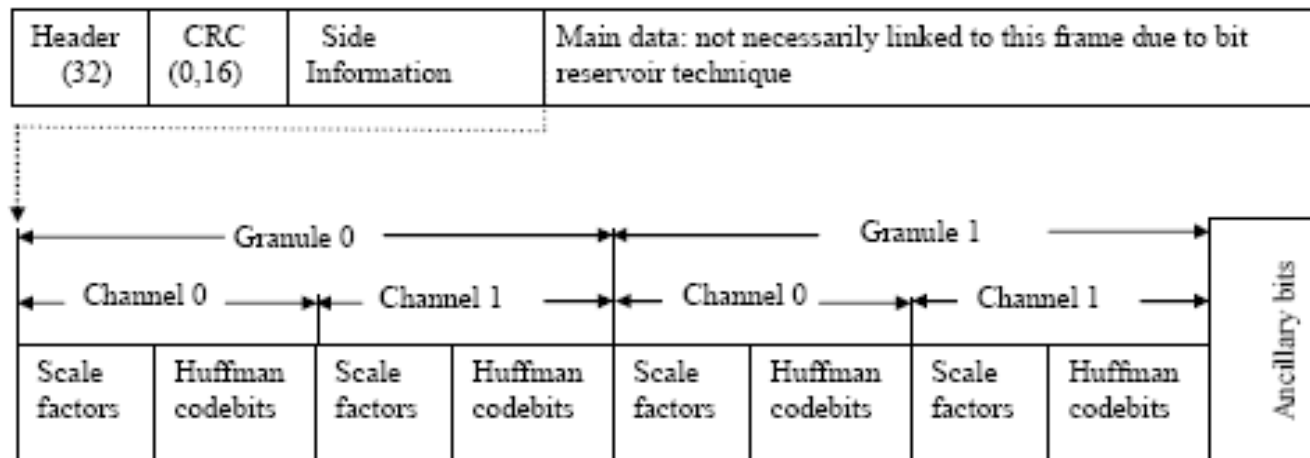 Header (32)
CRC (0,16)
Side Information
Main data: not necessarily linked to this frame due to bit
reservoir technique
Granule 0
Granule 1
Channel 0
Channel 1
Channel 0
Channel 1
Scale factors
Huffman codebits
Scale factors
Huffman codebits
Scale factors
Huffman codebits
Scale factors
Huffman codebits
Ancillary bits